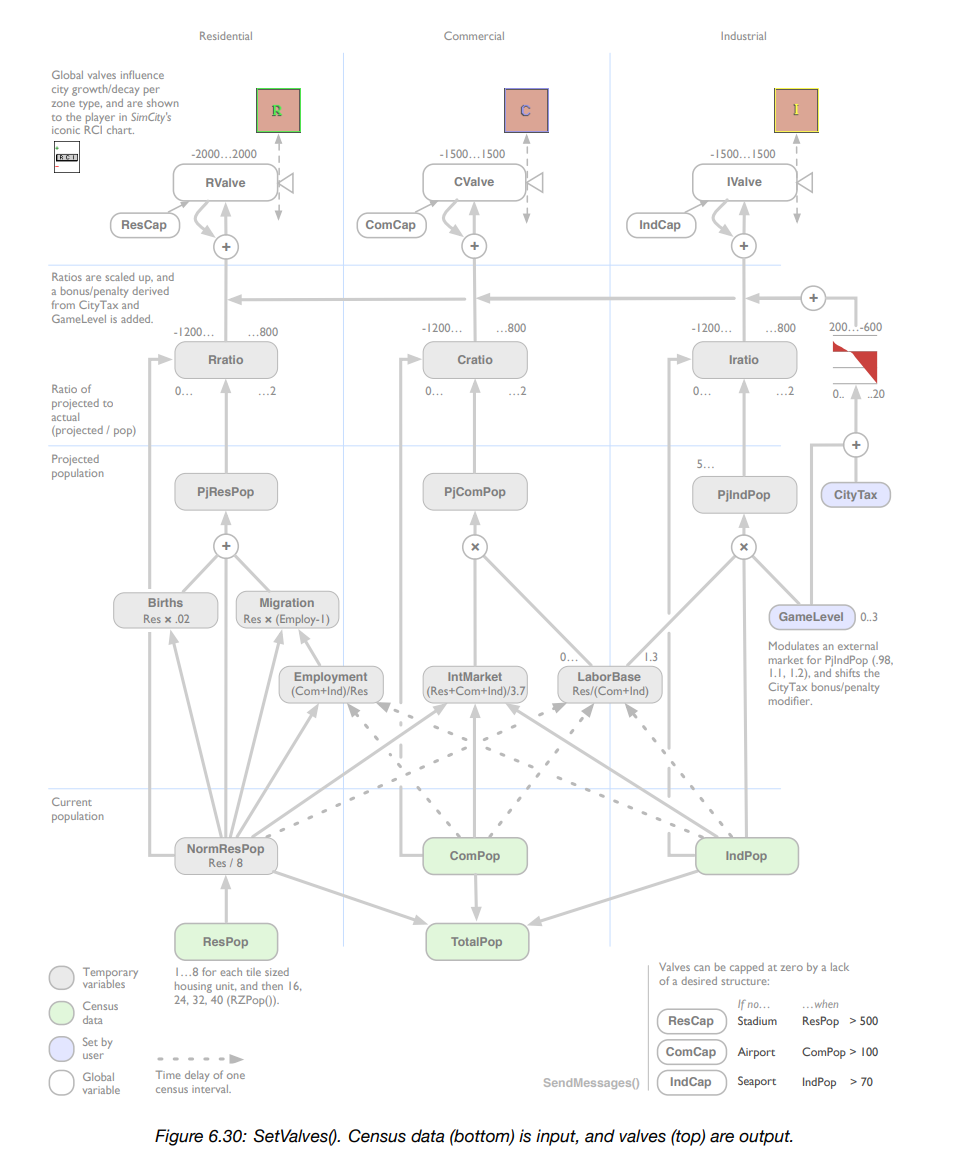 Residential
Commercial
Industrial
Global valves influence
city growth/decay per
zone type, and are shown
to the player in SimCity's
iconic RCI chart.
R
C
I
+
R C I
–
-2000…2000
-1500…1500
-1500…1500
RValve
CValve
IValve
ResCap
ComCap
IndCap
+
+
+
Ratios are scaled up, and
a bonus/penalty derived
from CityTax and
GameLevel is added.
+
-1200…
…800
-1200…
…800
-1200…
…800
200…-600
Rratio
Cratio
Iratio
0…
…2
0…
…2
0…
…2
0..
..20
Ratio of
projected to
actual
(projected / pop)
+
Projected
population
5…
PjResPop
PjComPop
PjIndPop
CityTax
+
×
×
Births
Res × .02
Migration
Res × (Employ-1)
GameLevel
0..3
Modulates an external
market for PjIndPop (.98,
1.1, 1.2), and shifts the
CityTax bonus/penalty
modifier.
0…
1.3
Employment
(Com+Ind)/Res
IntMarket
(Res+Com+Ind)/3.7
LaborBase
Res/(Com+Ind)
Current
population
NormResPop
Res / 8
ComPop
IndPop
ResPop
TotalPop
1…8 for each tile sized
housing unit, and then 16,
24, 32, 40 (RZPop()).
Temporary
variables
Census
data
Set by
user
Global
variable
Time delay of one
census interval.
Valves can be capped at zero by a lack
of a desired structure:
If no…
…when
ResCap
Stadium
ResPop > 500
ComCap
Airport
ComPop > 100
SendMessages()
IndCap
Seaport
IndPop > 70
Figure 6.30: SetValves(). Census data (bottom) is input, and valves (top) are output.